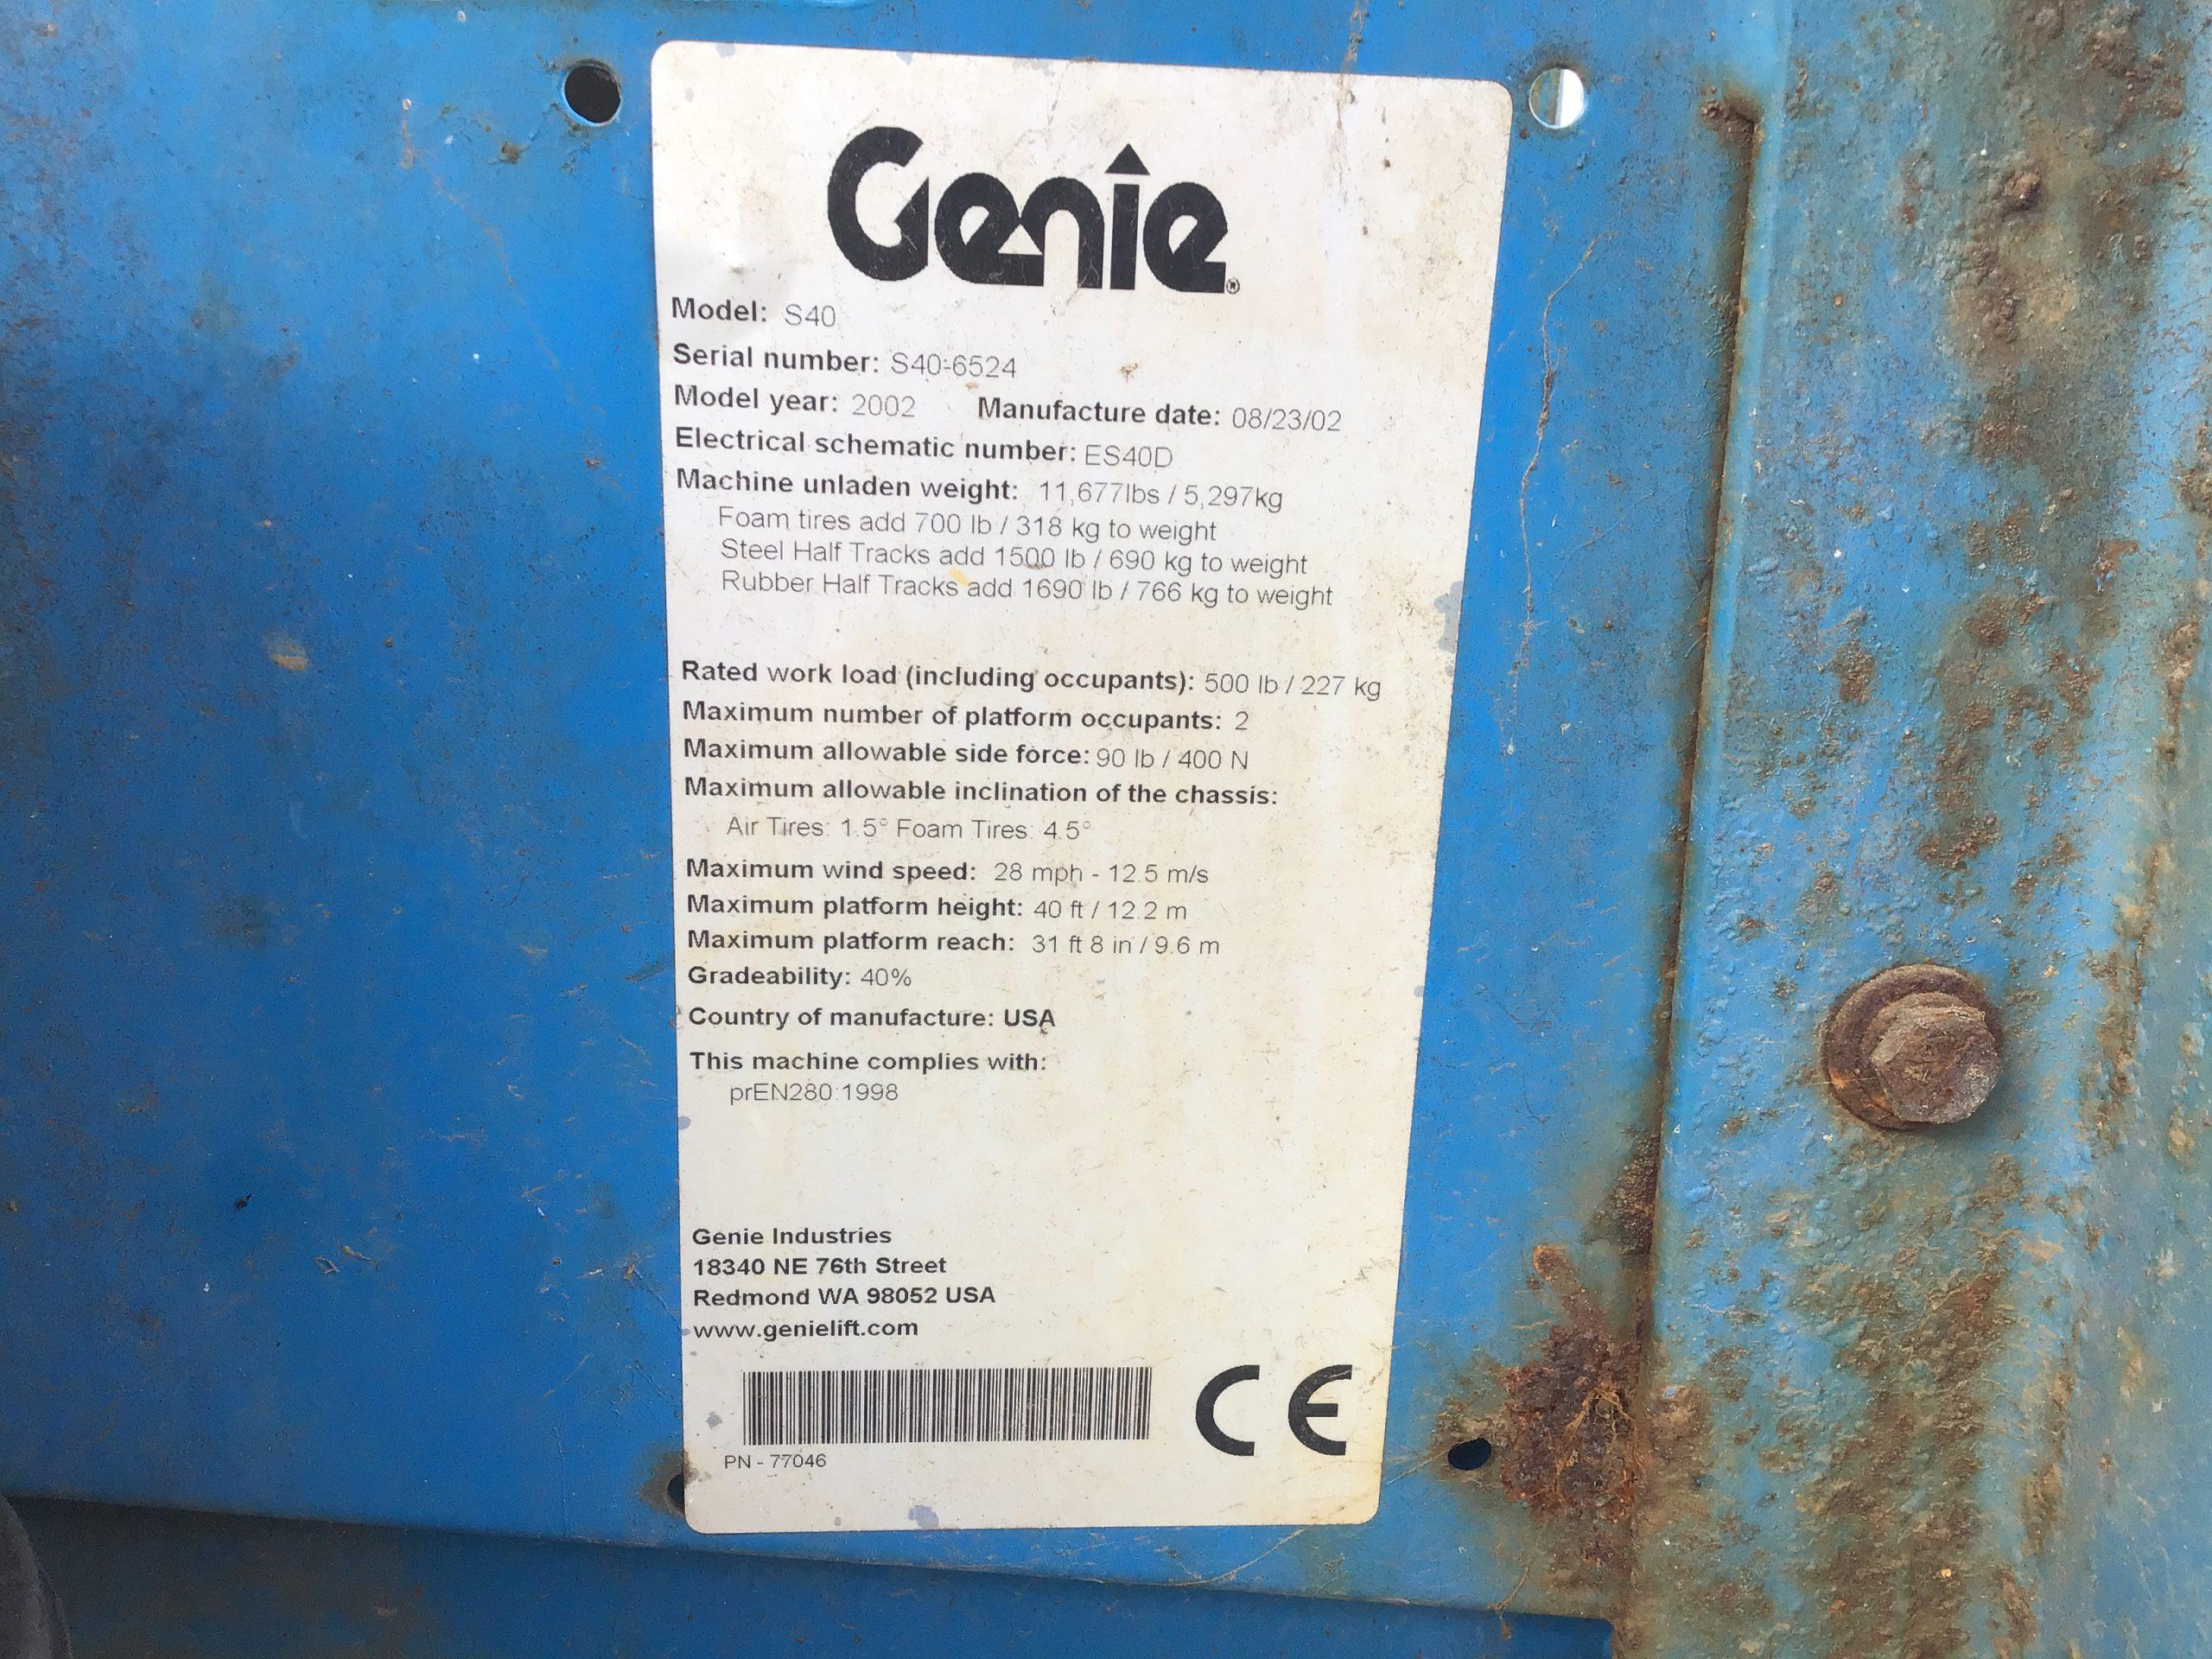 Genie®
Model: S40
Serial number: S40-6524
Model year: 2002 Manufacture date: 08/23/02
Electrical schematic number: ES40D
Machine unladen weight: 11,677lbs / 5,297kg
Foam tires add 700 lb / 318 kg to weight
Steel Half Tracks add 1500 lb / 690 kg to weight
Rubber Half Tracks add 1690 lb / 766 kg to weight
Rated work load (including occupants): 500 lb / 227 kg
Maximum number of platform occupants: 2
Maximum allowable side force: 90 lb / 400 N
Maximum allowable inclination of the chassis:
Air Tires: 1.5° Foam Tires: 4.5°
Maximum wind speed: 28 mph - 12.5 m/s
Maximum platform height: 40 ft / 12.2 m
Maximum platform reach: 31 ft 8 in / 9.6 m
Gradeability: 40%
Country of manufacture: USA
This machine complies with:
prEN280:1998
Genie Industries
18340 NE 76th Street
Redmond WA 98052 USA
www.genielift.com
CE
PN - 77046